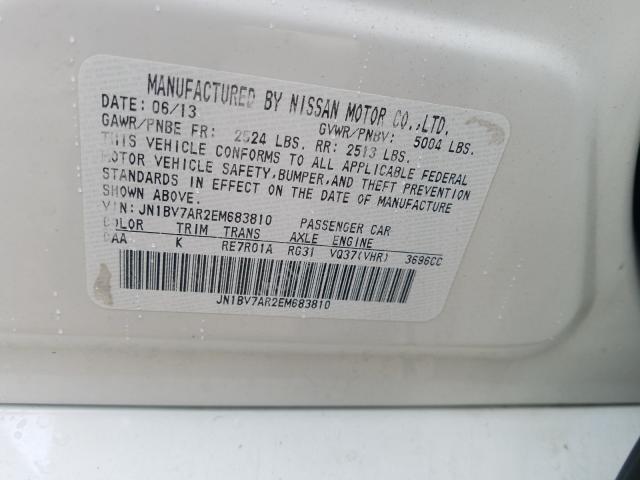 MANUFACTURED BY NISSAN MOTOR CO.,LTD.
DATE: 06/13 GVWR/PNBV: 5004 LBS.
GAWR/PNBE FR: 2524 LBS. RR: 2513 LBS.
THIS VEHICLE CONFORMS TO ALL APPLICABLE FEDERAL
MOTOR VEHICLE SAFETY, BUMPER, AND THEFT PREVENTION
STANDARDS IN EFFECT ON THE DATE OF MANUFACTURE
SHOWN ABOVE.
VIN: JN1BV7AR2EM683810 PASSENGER CAR
COLOR TRIM TRANS AXLE ENGINE
QAA K RE7R01A RG31 VQ37(VHR) 3696CC
JN1BV7AR2EM683810